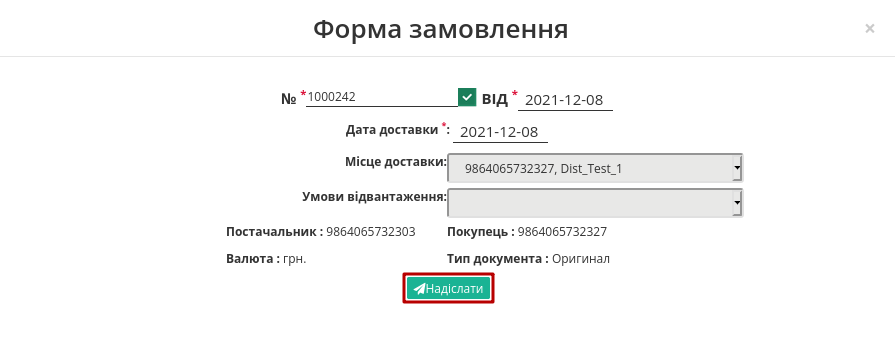 Форма замовлення ×
№ *1000242 ВІД * 2021-12-08
Дата доставки *: 2021-12-08
Місце доставки: 9864065732327, Dist_Test_1
Умови відвантаження:
Постачальник : 9864065732303 Покупець : 9864065732327
Валюта : грн. Тип документа : Оригинал
Надіслати